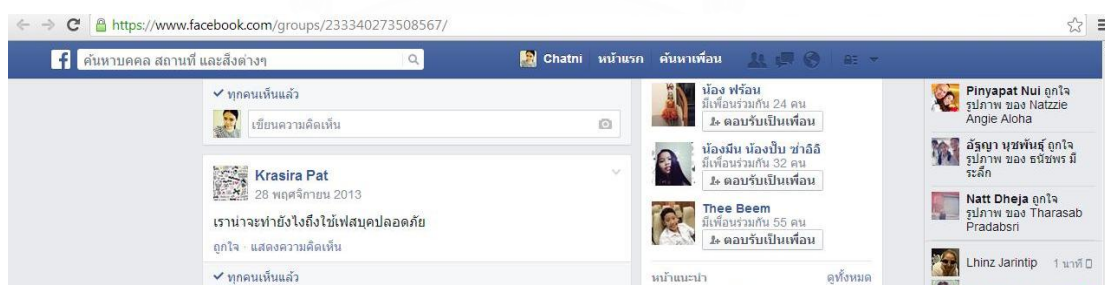 https://www.facebook.com/groups/233340273508567/
f ค้นหาบุคคล สถานที่ และสิ่งต่างๆ
Chatni หน้าแรก ค้นหาเพื่อน
✓ ทุกคนเห็นแล้ว
เขียนความคิดเห็น
Krasira Pat
28 พฤศจิกายน 2013
เราน่าจะทำยังไงถึงใช้เฟสบุคปลอดภัย
ถูกใจ · แสดงความคิดเห็น
✓ ทุกคนเห็นแล้ว
น้อง ฟร้อน
มีเพื่อนร่วมกัน 24 คน
ตอบรับเป็นเพื่อน
น้องมีน น้องปั๊บ ซ่าอิอิ
มีเพื่อนร่วมกัน 32 คน
ตอบรับเป็นเพื่อน
Thee Beem
มีเพื่อนร่วมกัน 55 คน
ตอบรับเป็นเพื่อน
หน้าแนะนำ ดูทั้งหมด
Pinyapat Nui ถูกใจ
รูปภาพ ของ Natzzie
Angie Aloha
อัฐญา นุชพันธุ์ ถูกใจ
รูปภาพ ของ ธนัชพร มี
ระลึก
Natt Dheja ถูกใจ
รูปภาพ ของ Tharasab
Pradabsri
Lhinz Jarintip 1 นาที